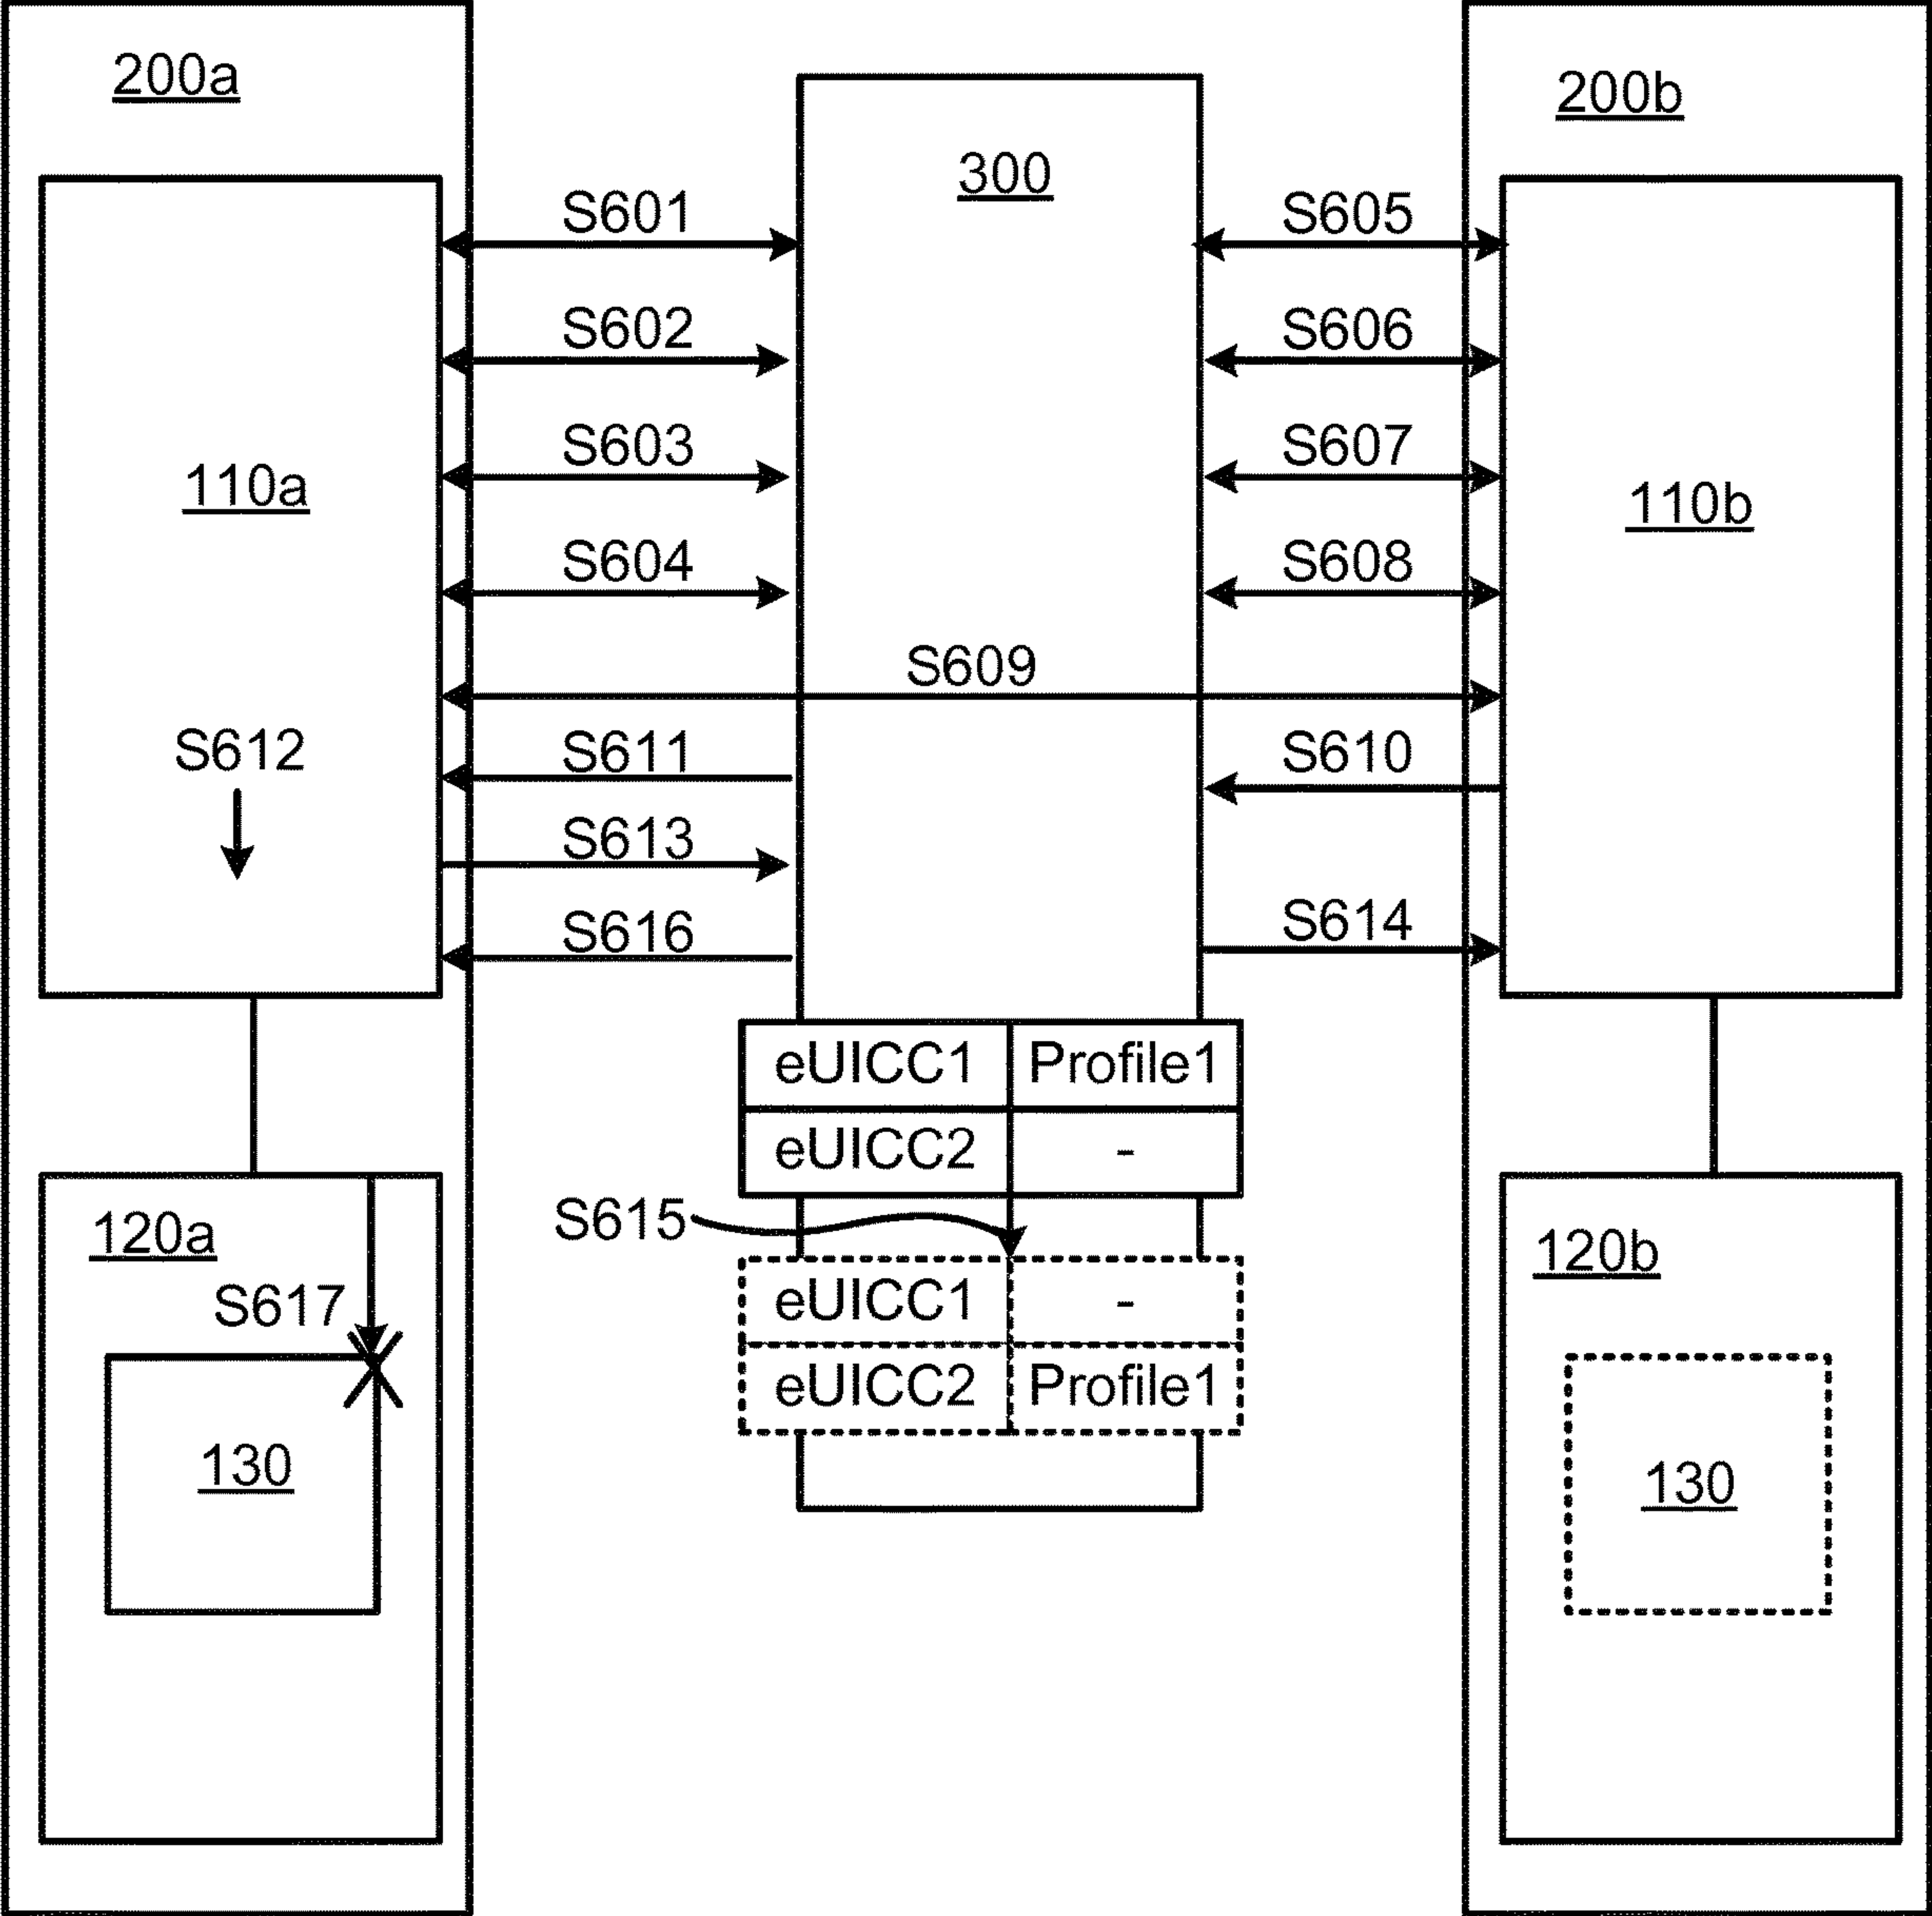 200a
200b
300
S601
S605
S602
S606
S603
S607
110a
110b
S604
S608
S609
S612
S611
S610
S613
S616
S614
eUICC1 Profile1
eUICC2 -
120a
S615
120b
S617
eUICC1 -
eUICC2 Profile1
130
130